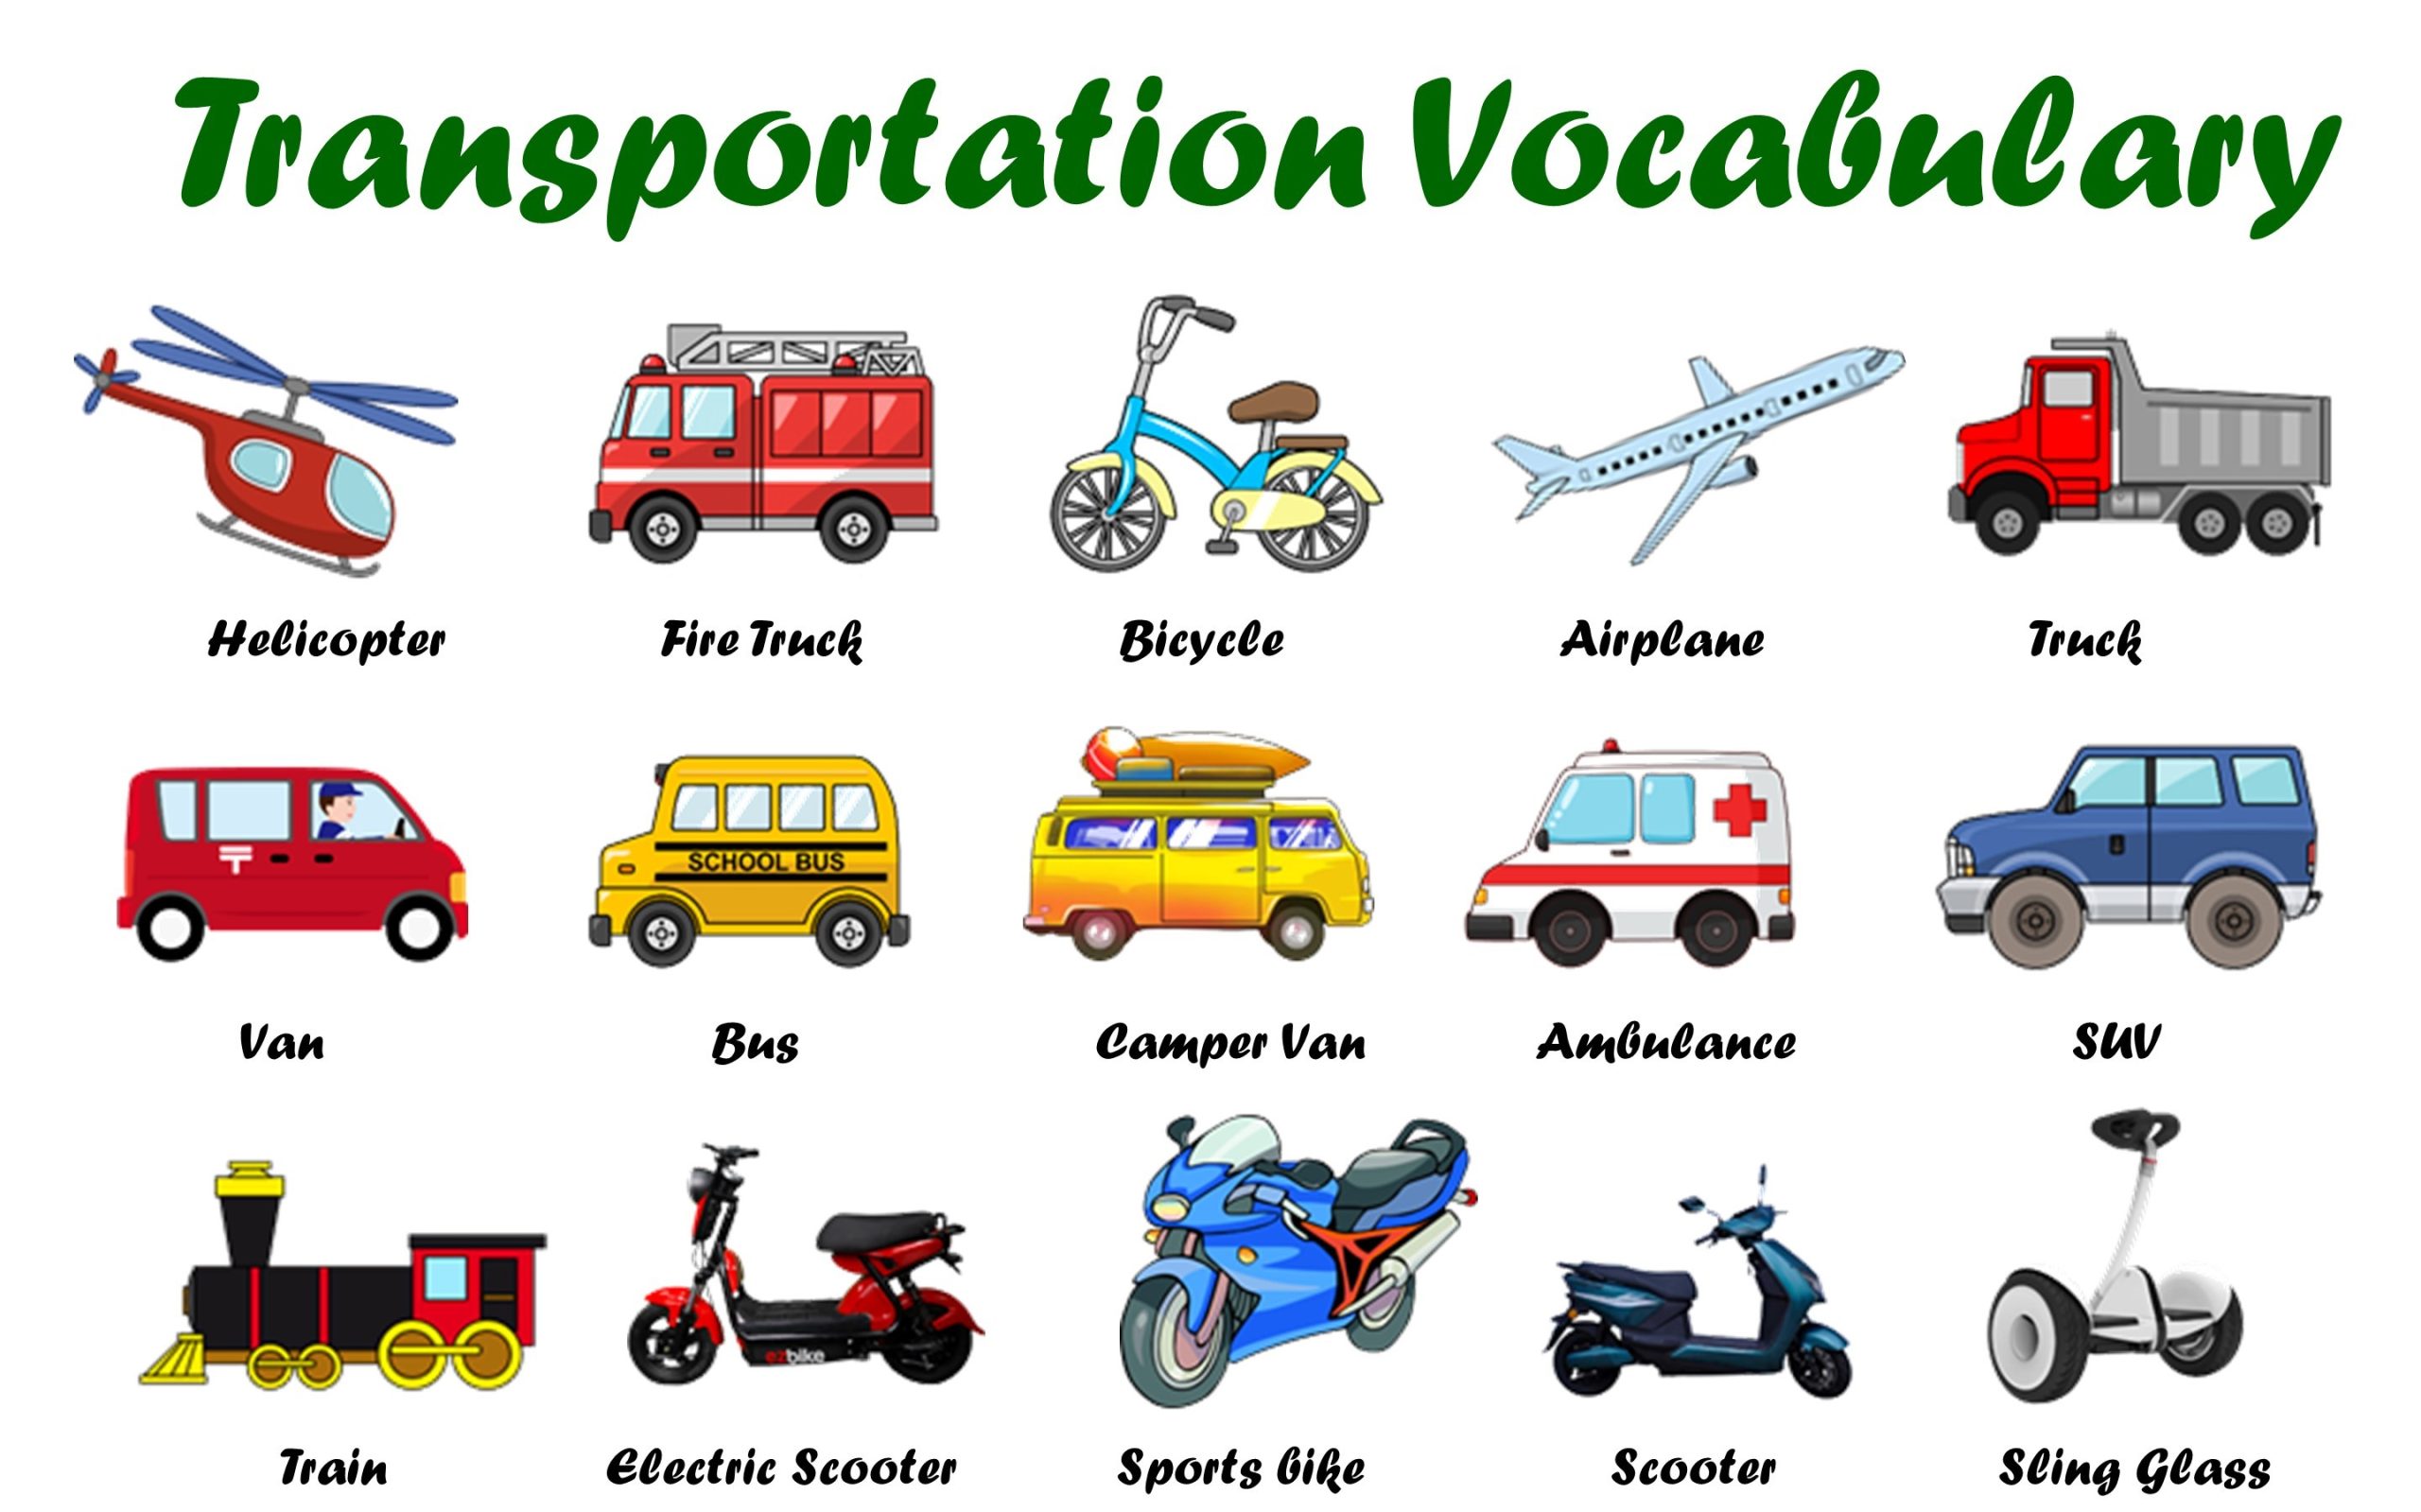 Transportation Vocabulary
Helicopter
Fire Truck
Bicycle
Airplane
Truck
SCHOOL BUS
Van
Bus
Camper Van
Ambulance
SUV
ezbike
Train
Electric Scooter
Sports bike
Scooter
Sling Glass